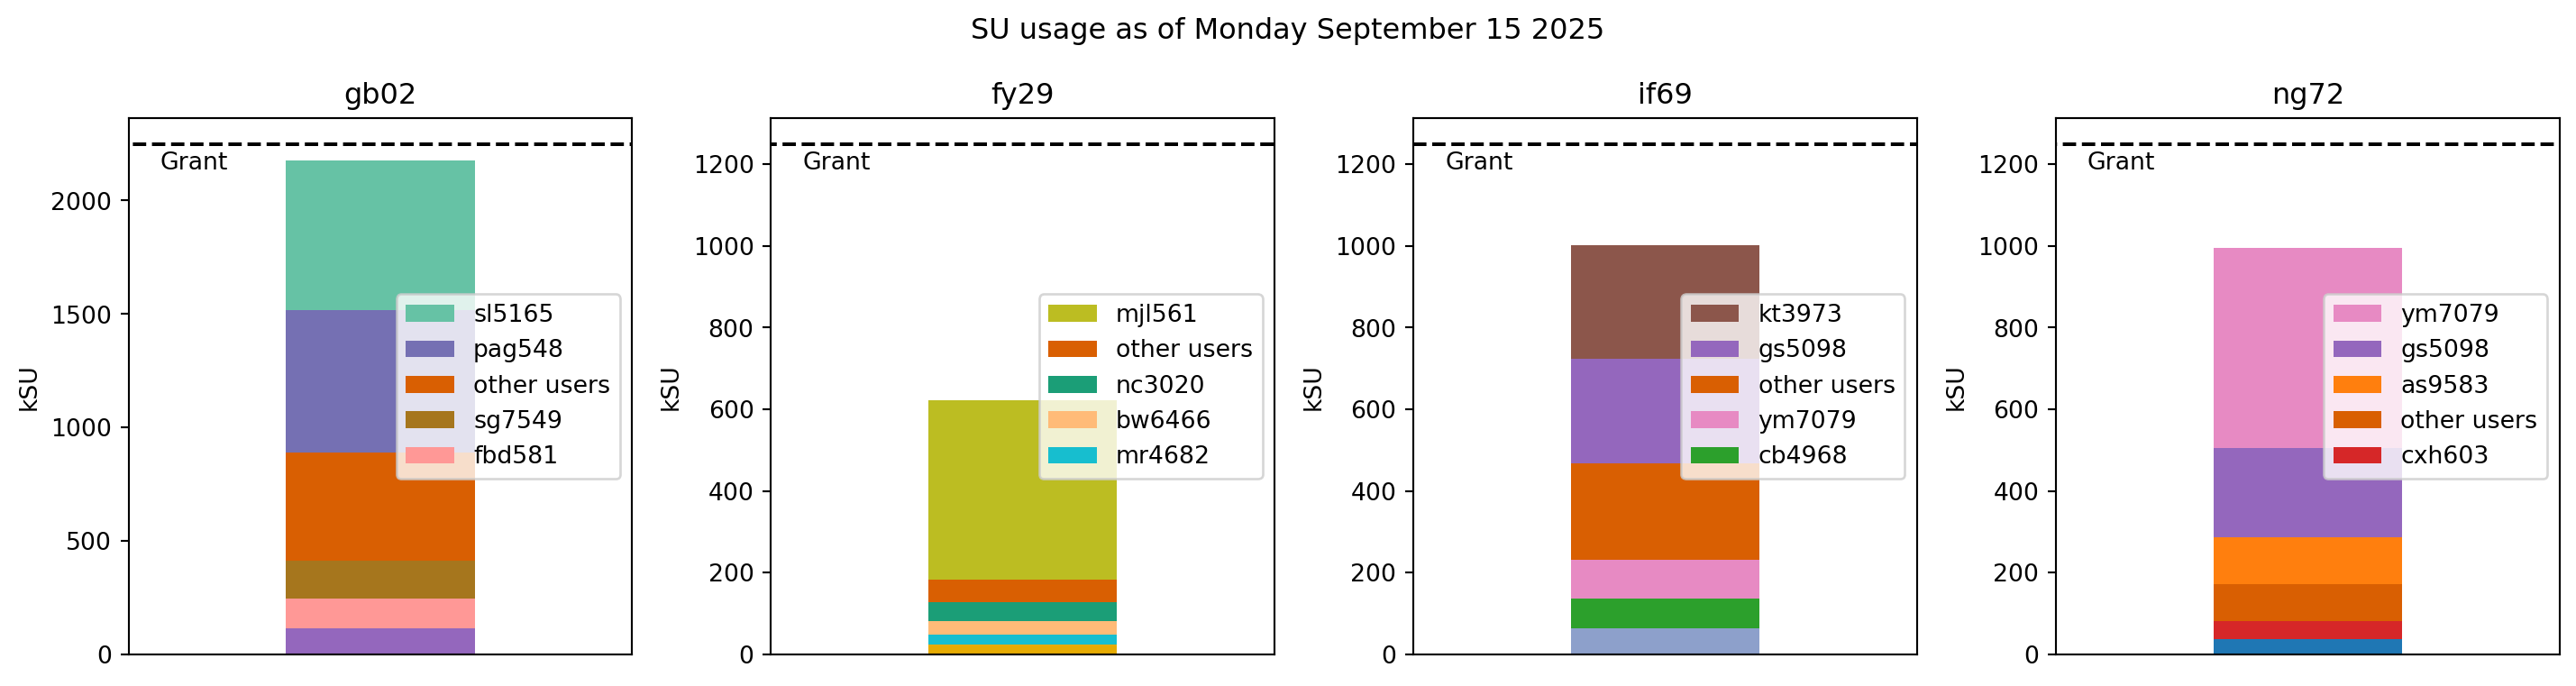 SU usage as of Monday September 15 2025
gb02
kSU
2000
1500
1000
500
0
Grant
sl5165
pag548
other users
sg7549
fbd581
fy29
kSU
1200
1000
800
600
400
200
0
Grant
mjl561
other users
nc3020
bw6466
mr4682
if69
kSU
1200
1000
800
600
400
200
0
Grant
kt3973
gs5098
other users
ym7079
cb4968
ng72
kSU
1200
1000
800
600
400
200
0
Grant
ym7079
gs5098
as9583
other users
cxh603